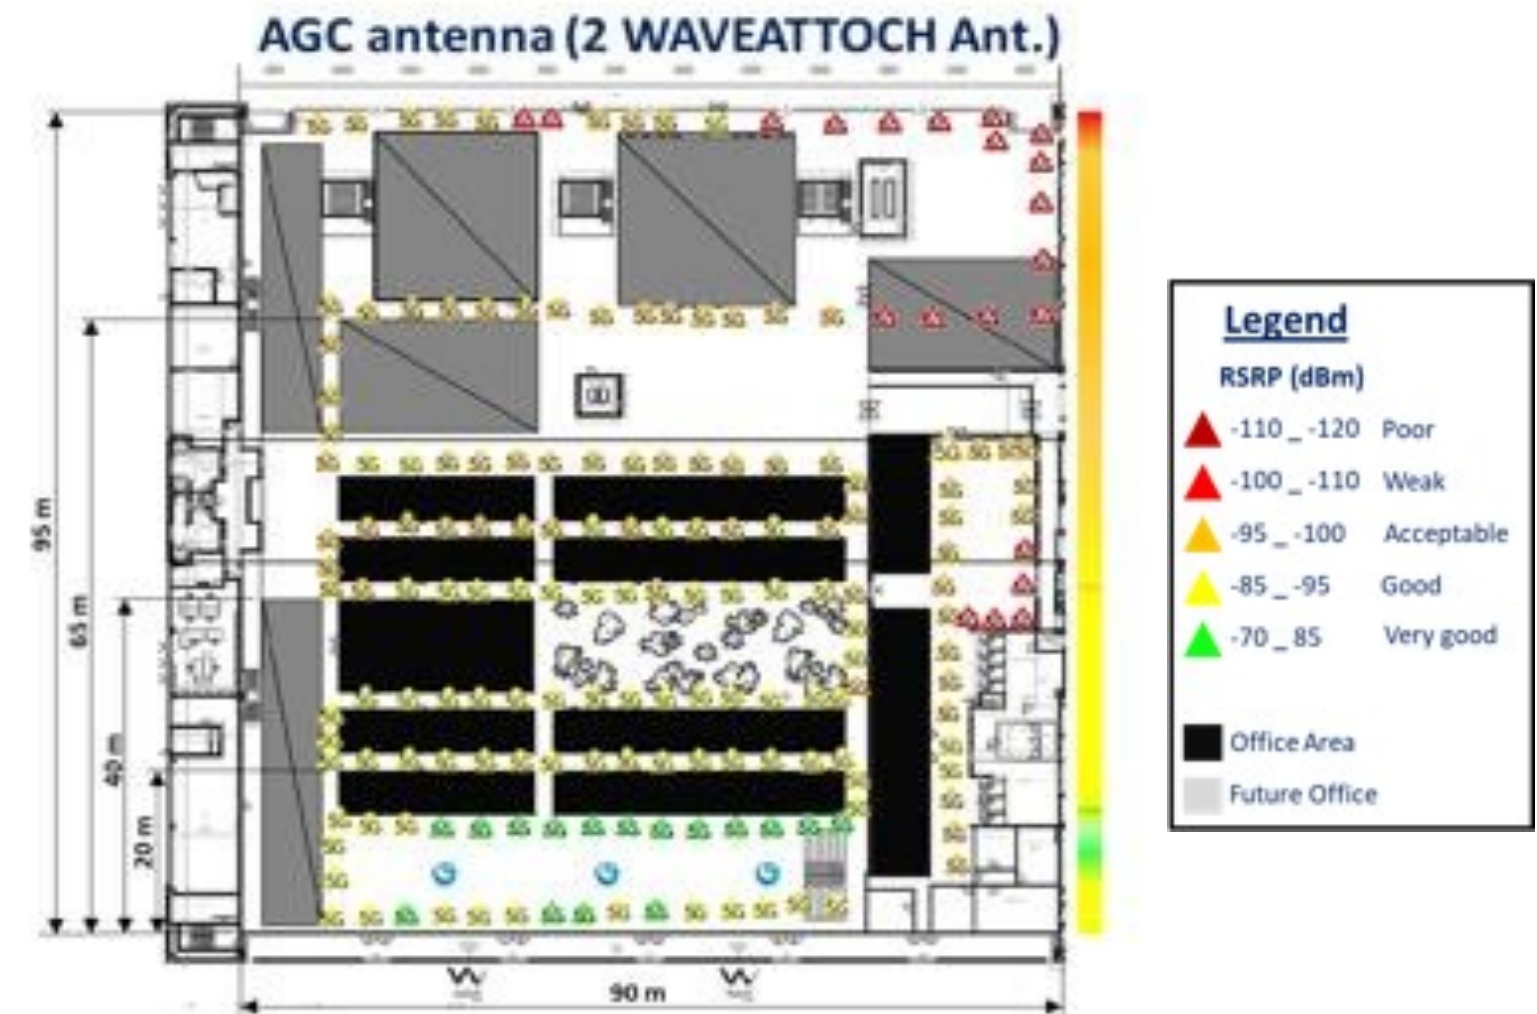 AGC antenna (2 WAVEATTOCH Ant.)
95 m
65 m
40 m
20 m
90 m
Legend
RSRP (dBm)
-110 _ -120 Poor
-100 _ -110 Weak
-95 _ -100 Acceptable
-85 _ -95 Good
-70 _ 85 Very good
Office Area
Future Office